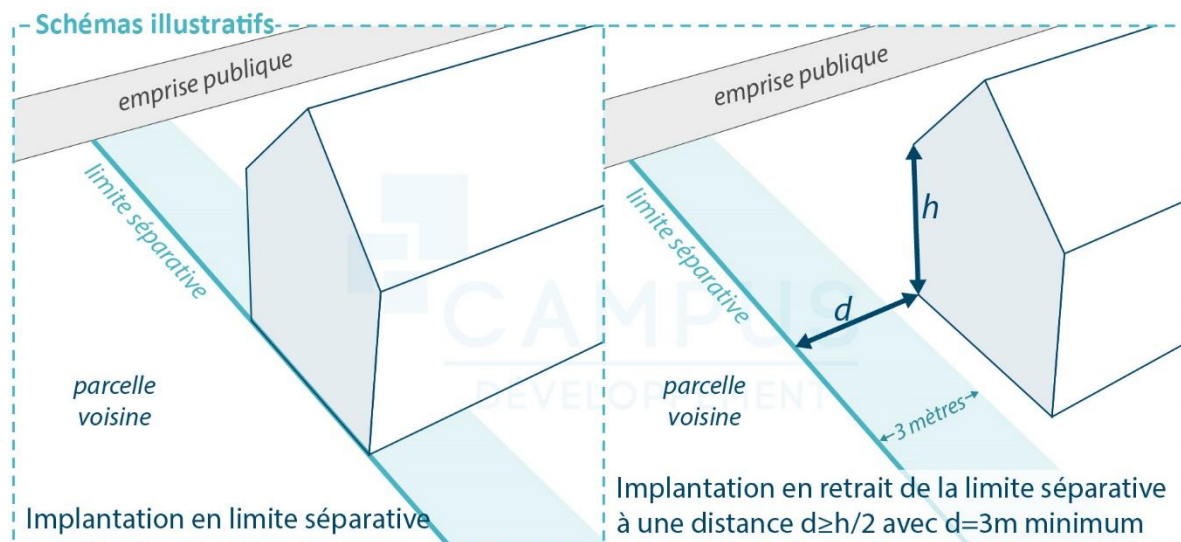 Schémas illustratifs
emprise publique
limite séparative
parcelle
voisine
Implantation en limite séparative
emprise publique
limite séparative
h
d
3 mètres
parcelle
voisine
Implantation en retrait de la limite séparative
à une distance d≥h/2 avec d=3m minimum
CAMPUS
DÉVELOPPEMENT